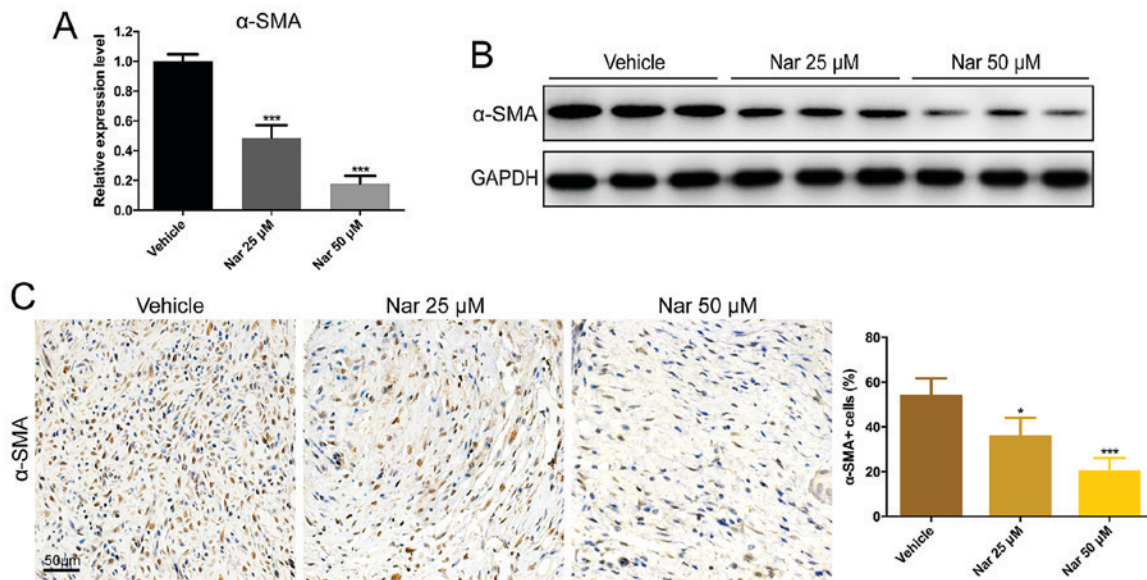 A
α-SMA
Relative expression level
1.2
1.0
0.8
0.6
0.4
0.2
0.0
***
***
Vehicle
Nar 25 μM
Nar 50 μM
B
Vehicle Nar 25 μM Nar 50 μM
α-SMA
GAPDH
C
Vehicle Nar 25 μM Nar 50 μM
α-SMA
50μm
α-SMA+ cells (%)
80
60
40
20
0
*
***
Vehicle
Nar 25 μM
Nar 50 μM